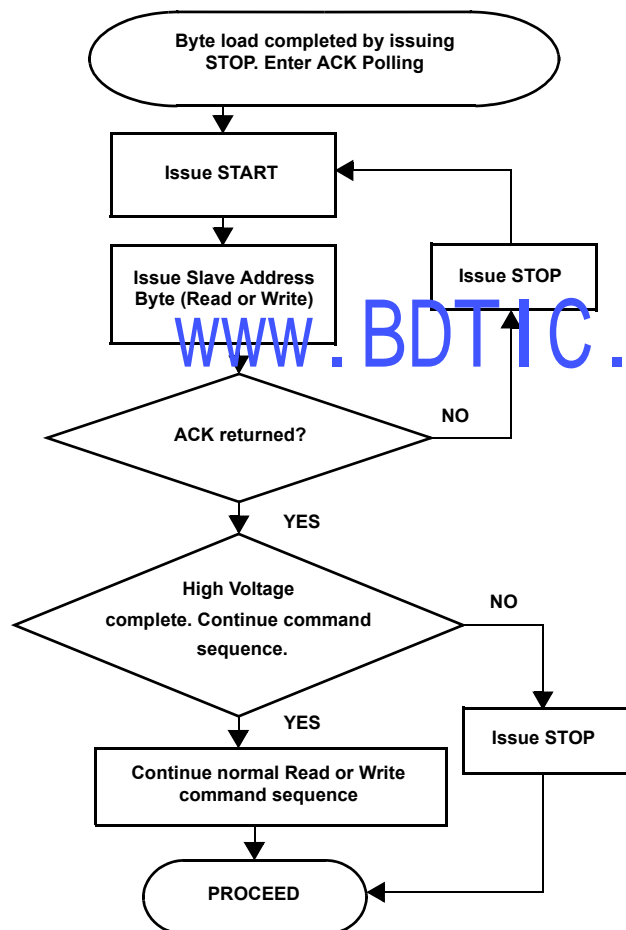 Byte load completed by issuing
STOP. Enter ACK Polling
Issue START
Issue Slave Address
Byte (Read or Write)
Issue STOP
www.BDTIC.
ACK returned?
NO
YES
High Voltage
complete. Continue command
sequence.
NO
YES
Issue STOP
Continue normal Read or Write
command sequence
PROCEED